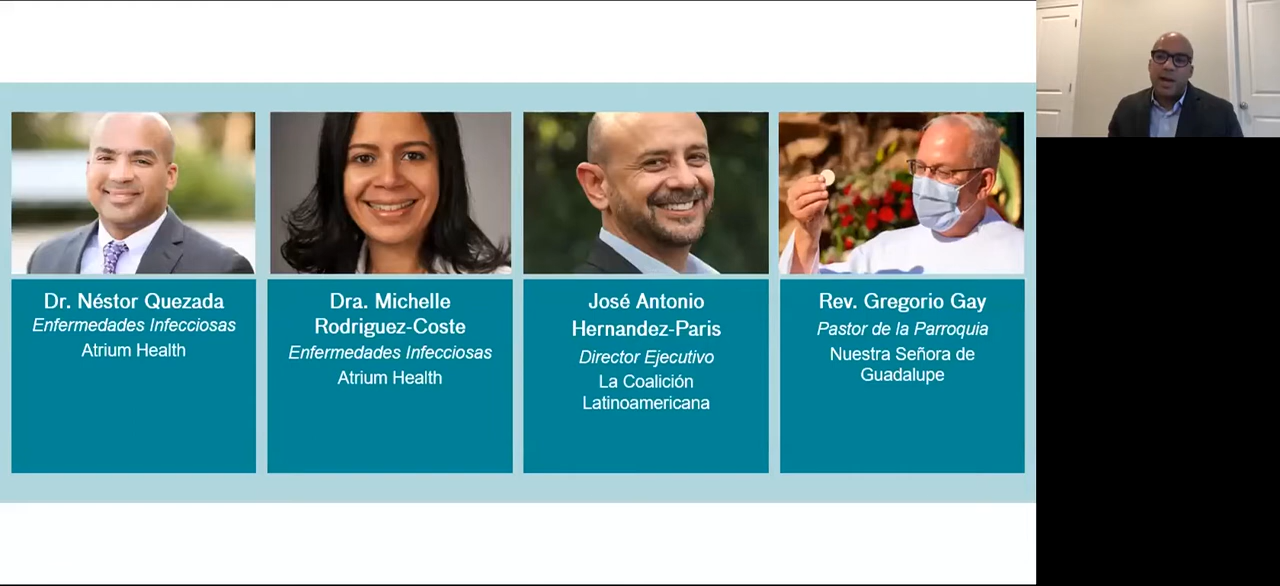 Dr. Néstor Quezada
Enfermedades Infecciosas
Atrium Health
Dra. Michelle
Rodriguez-Coste
Enfermedades Infecciosas
Atrium Health
José Antonio
Hernandez-Paris
Director Ejecutivo
La Coalición
Latinoamericana
Rev. Gregorio Gay
Pastor de la Parroquia
Nuestra Señora de
Guadalupe